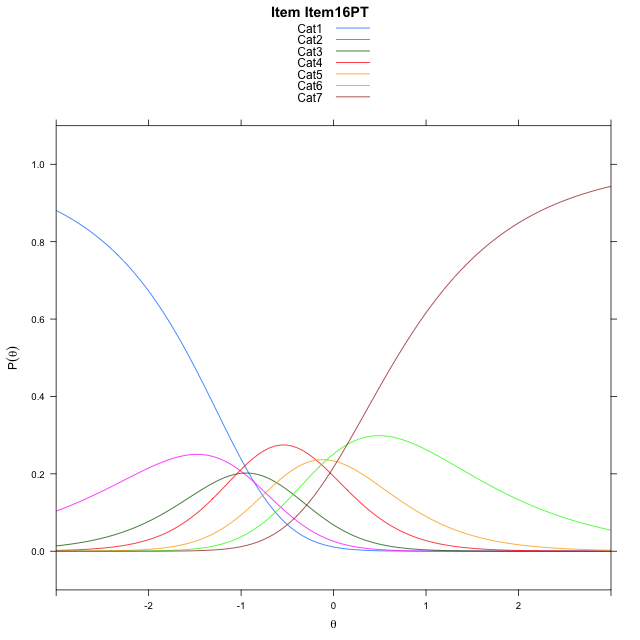 Item Item16PT
Cat1
Cat2
Cat3
Cat4
Cat5
Cat6
Cat7
1.0
0.8
0.6
0.4
0.2
0.0
P(θ)
-2 -1 0 1 2
θ